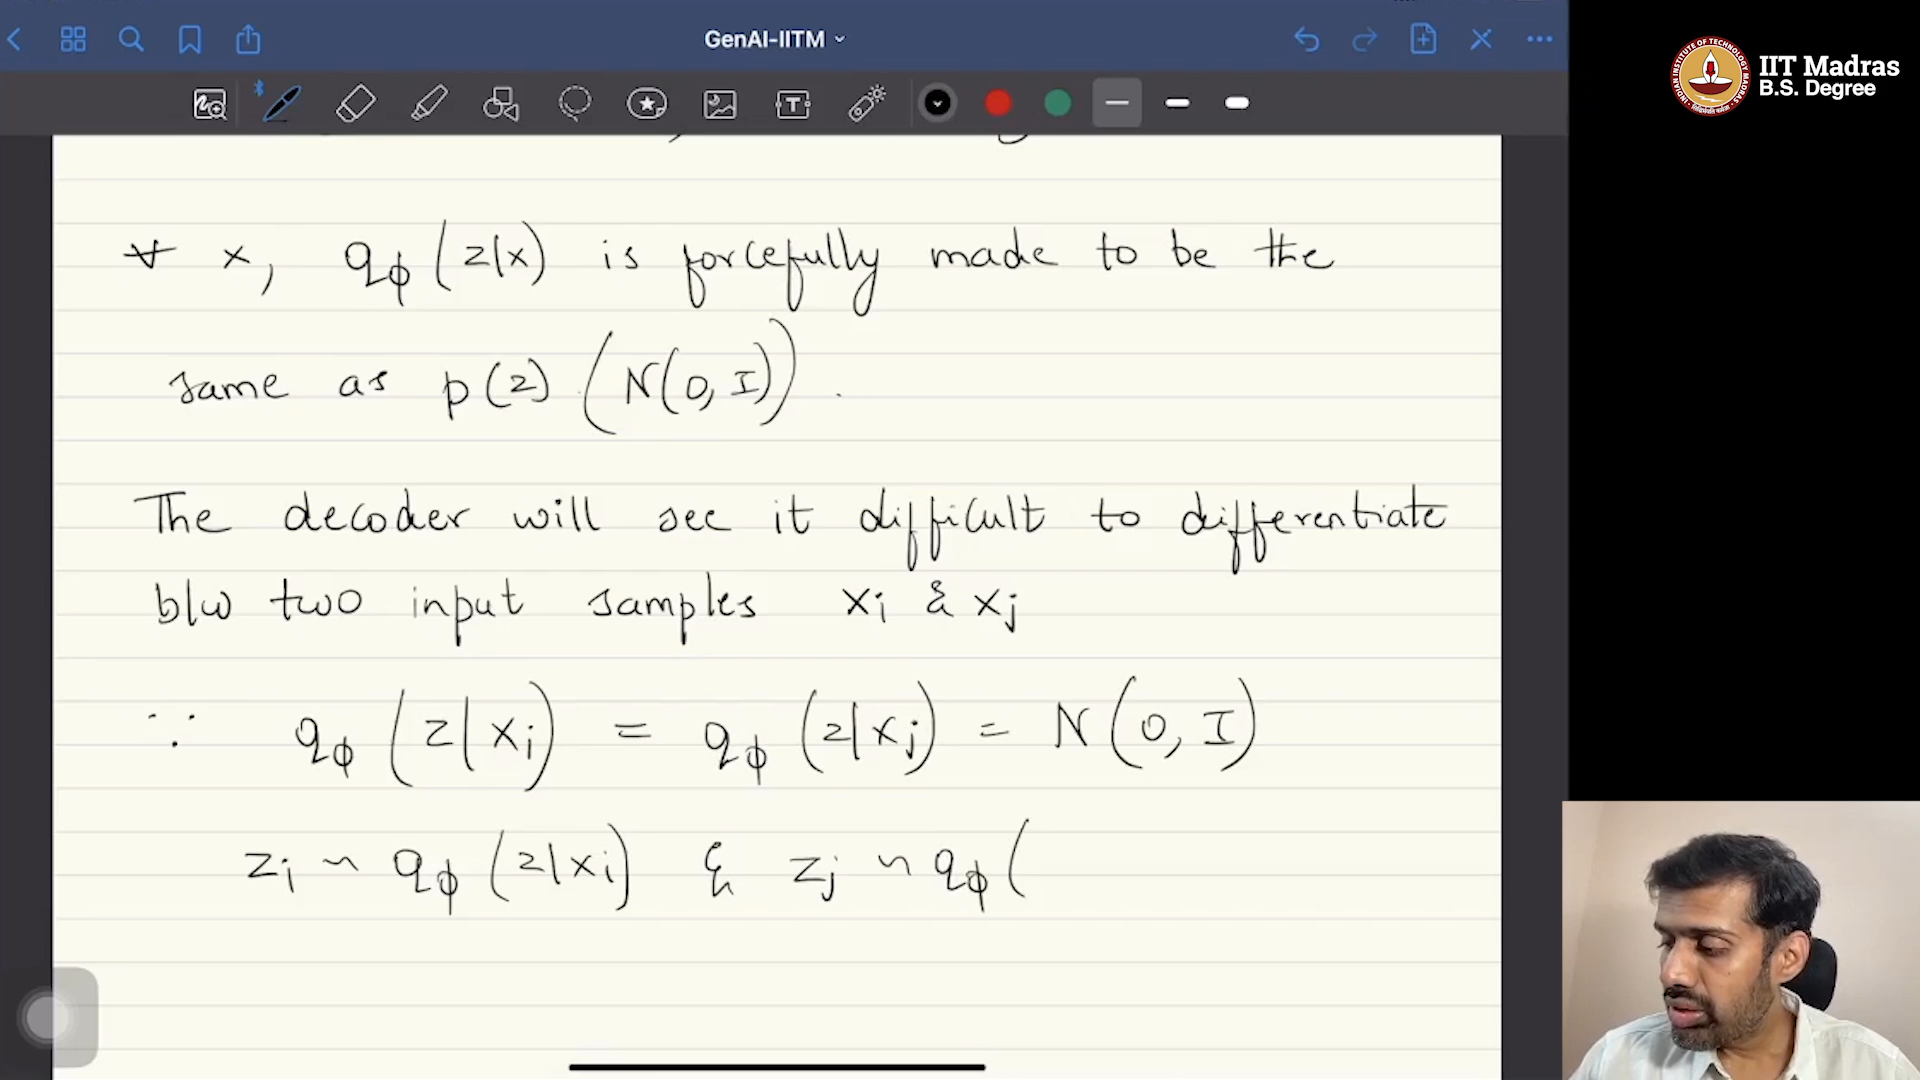 GenAI-IITM
IIT Madras
B.S. Degree
∀ x, qϕ(z|x) is forcefully made to be the
same as p(z) (N(0, I)).
The decoder will see it difficult to differentiate
b/w two input samples xi & xj
∵ qϕ(z|xi) = qϕ(z|xj) = N(0, I)
zi ~ qϕ(z|xi) & zj ~ qϕ(